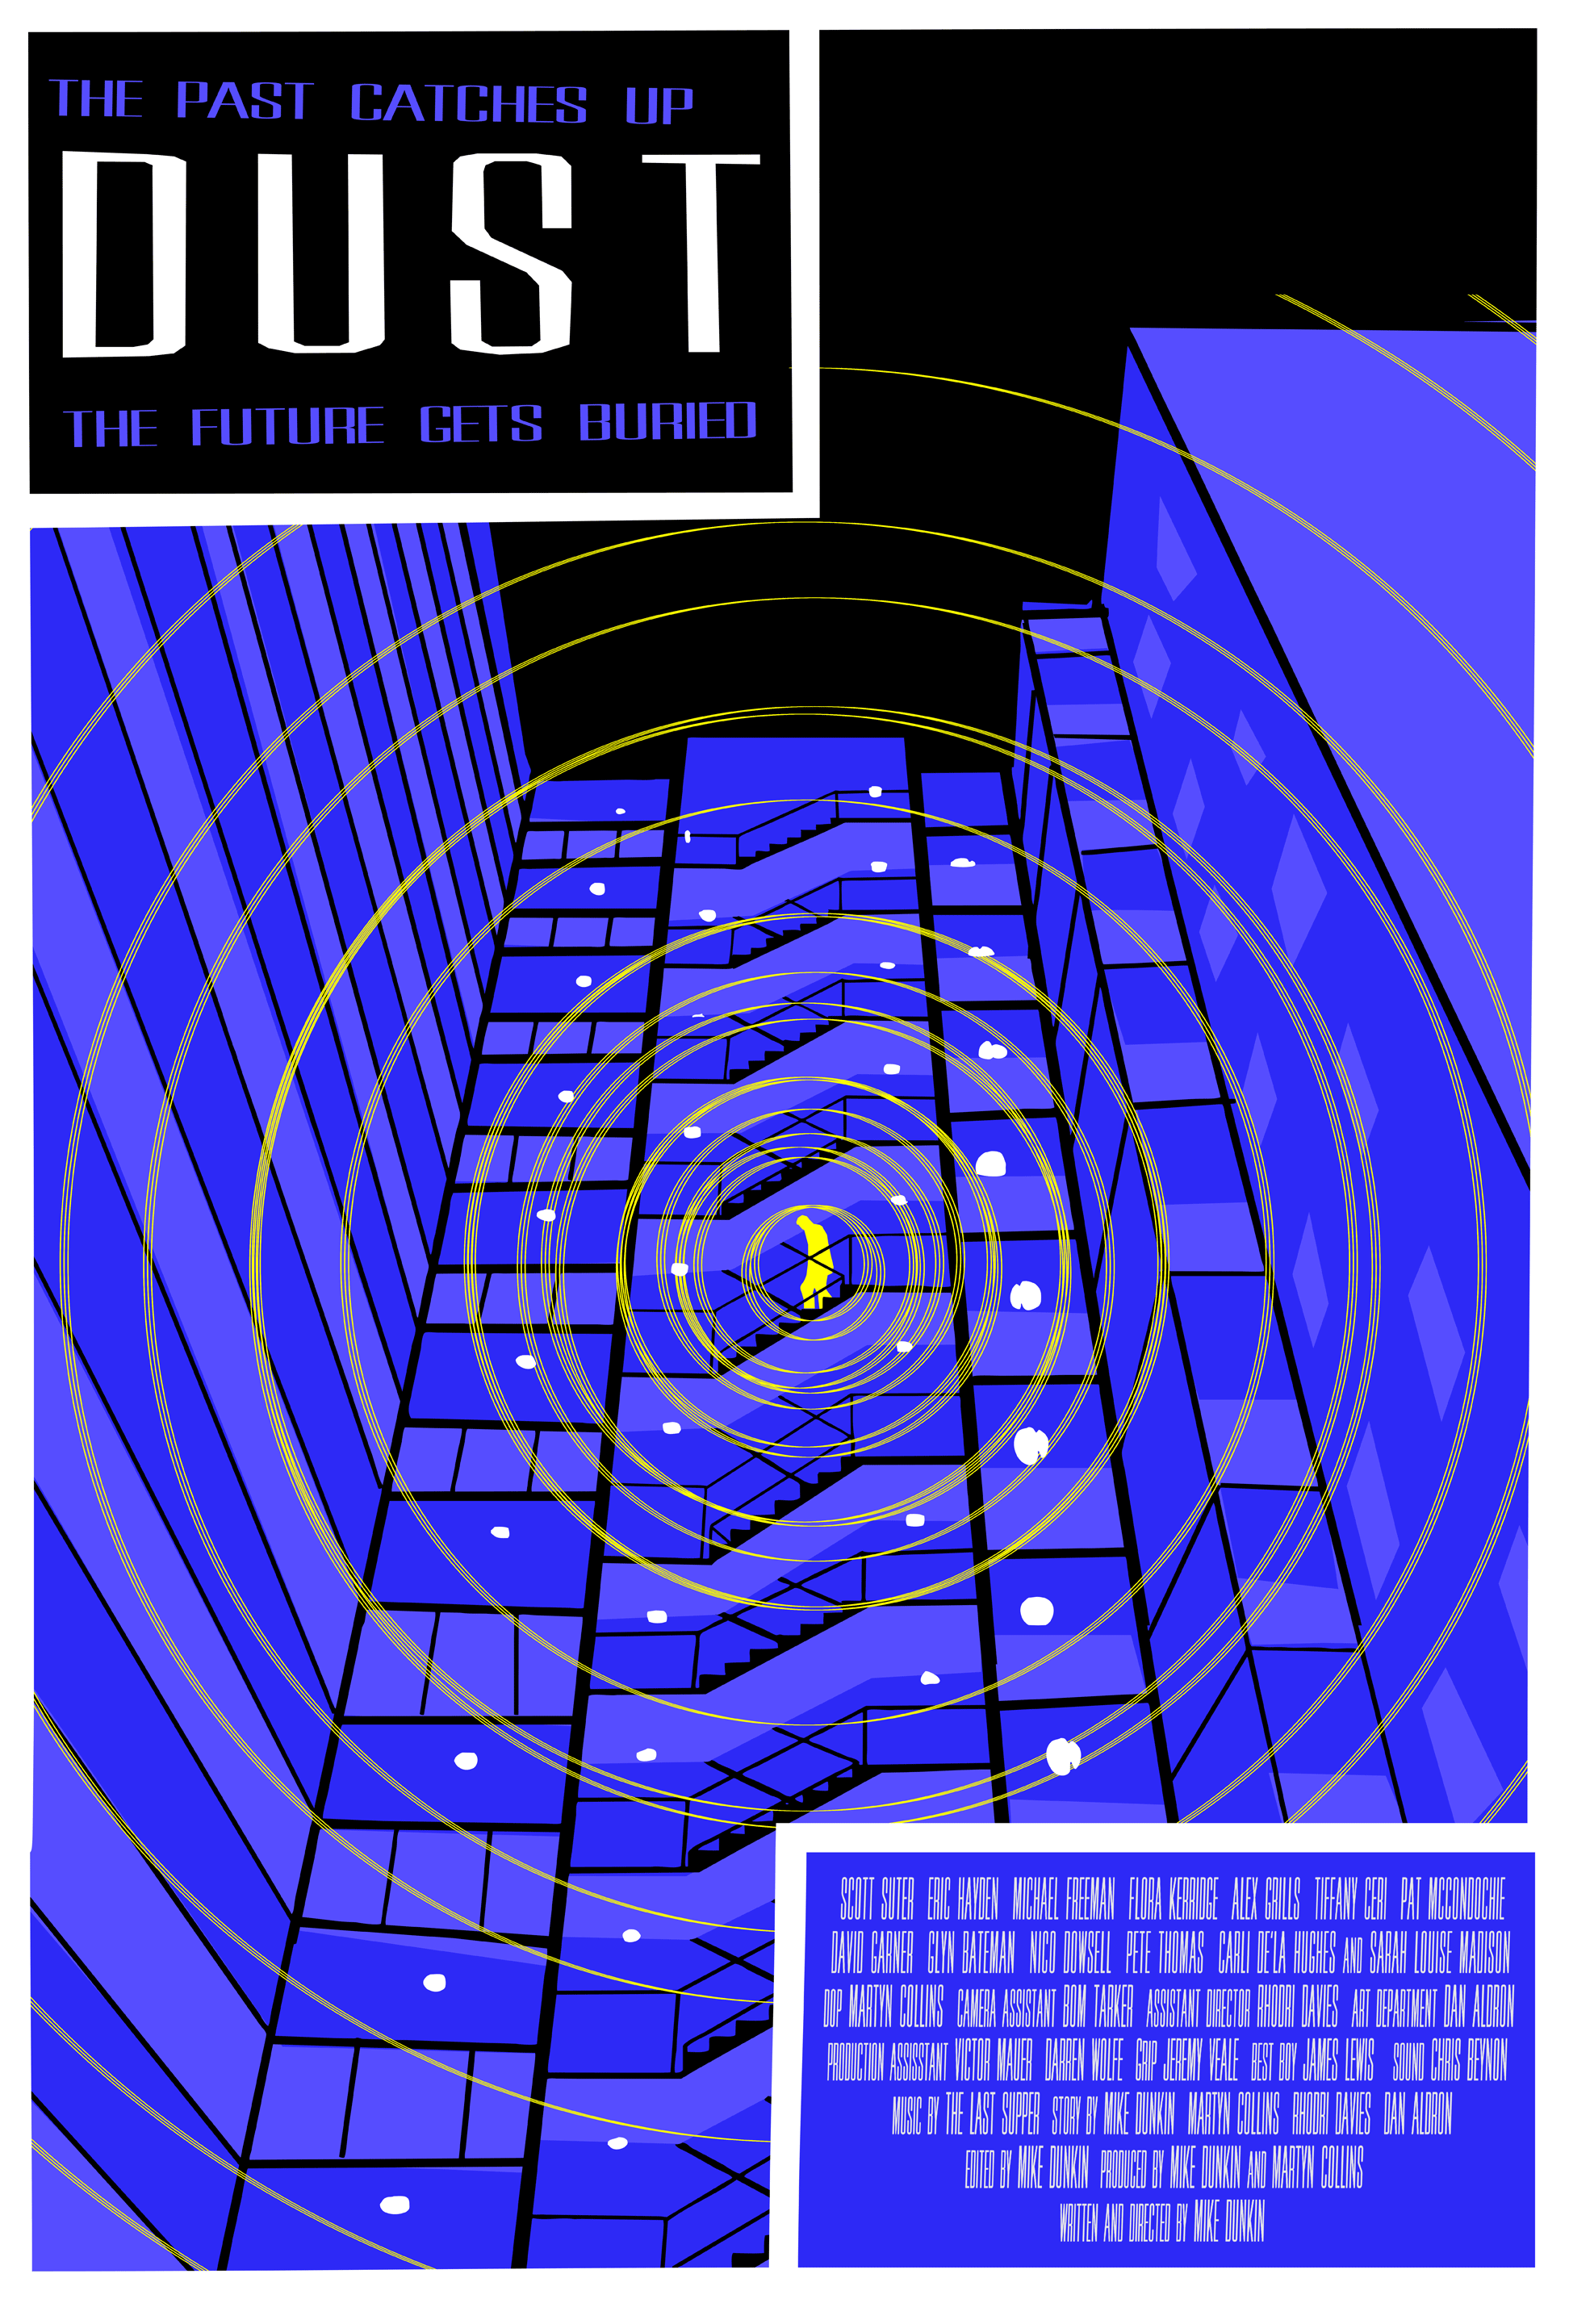 THE PAST CATCHES UP
DUST
THE FUTURE GETS BURIED
SCOTT SUTER ERIC HAYDEN MICHAEL FREEMAN FLORA KERRIDGE ALEX GRILLS TIFFANY CERI PAT MCCONDOCHIE
DAVID GARNER GLYN BATEMAN NICO DOWSELL PETE THOMAS CARLI DE'LA HUGHES AND SARAH LOUISE MADISON
DOP MARTYN COLLINS CAMERA ASSISTANT BOM TARKER ASSISTANT DIRECTOR RHODRI DAVIES ART DEPARTMENT DAN ALDRON
PRODUCTION ASSISSTANT VICTOR MAUER DARREN WOLFE GRIP JEREMY VEALE BEST BOY JAMES LEWIS SOUND CHRIS BEYNON
MUSIC BY THE LAST SUPPER STORY BY MIKE DUNKIN MARTYN COLLINS RHODRI DAVIES DAN ALDRON
EDITED BY MIKE DUNKIN PRODUCED BY MIKE DUNKIN AND MARTYN COLLINS
WRITTEN AND DIRECTED BY MIKE DUNKIN